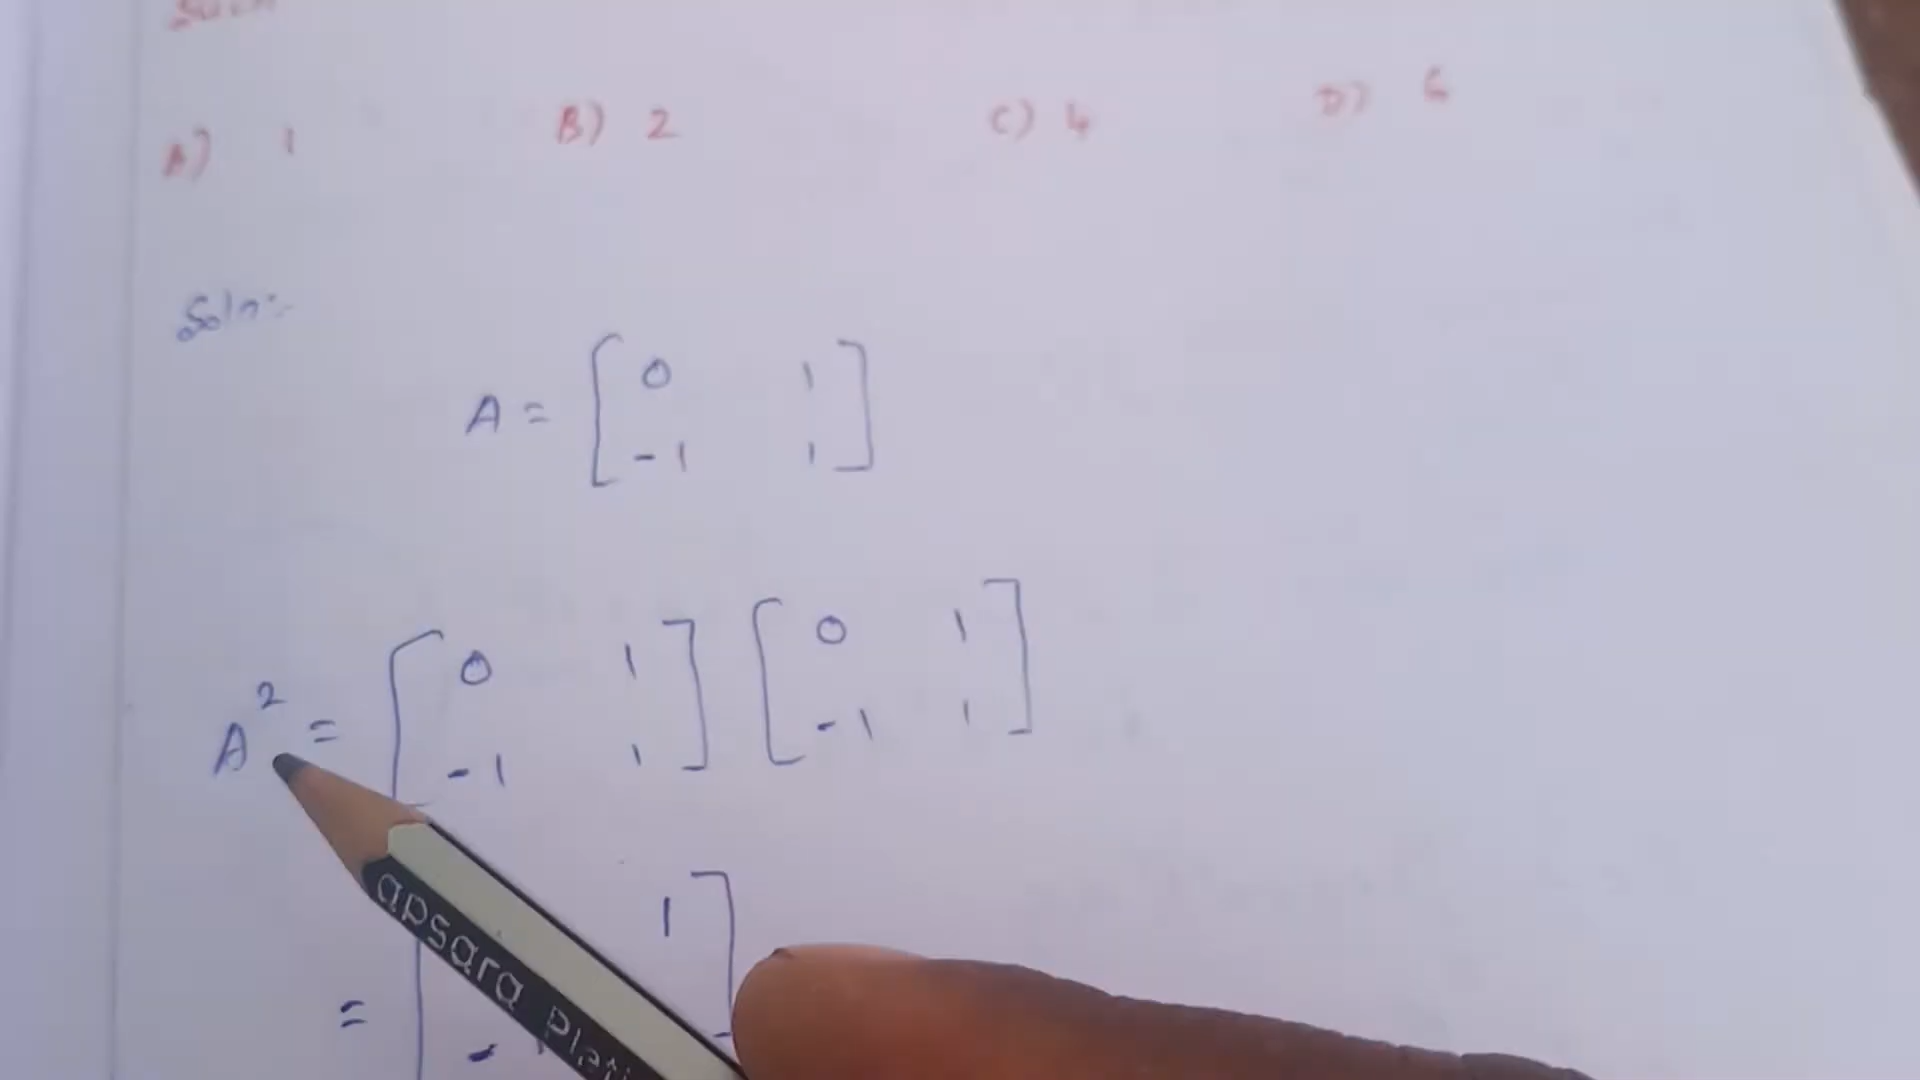 A) 1 B) 2 C) 4 D) 6
Soln:-
A = [ 0 1
-1 1 ]
A² = [ 0 1
-1 1 ] [ 0 1
-1 1 ]
= [ 1
- ]
apsara Plati